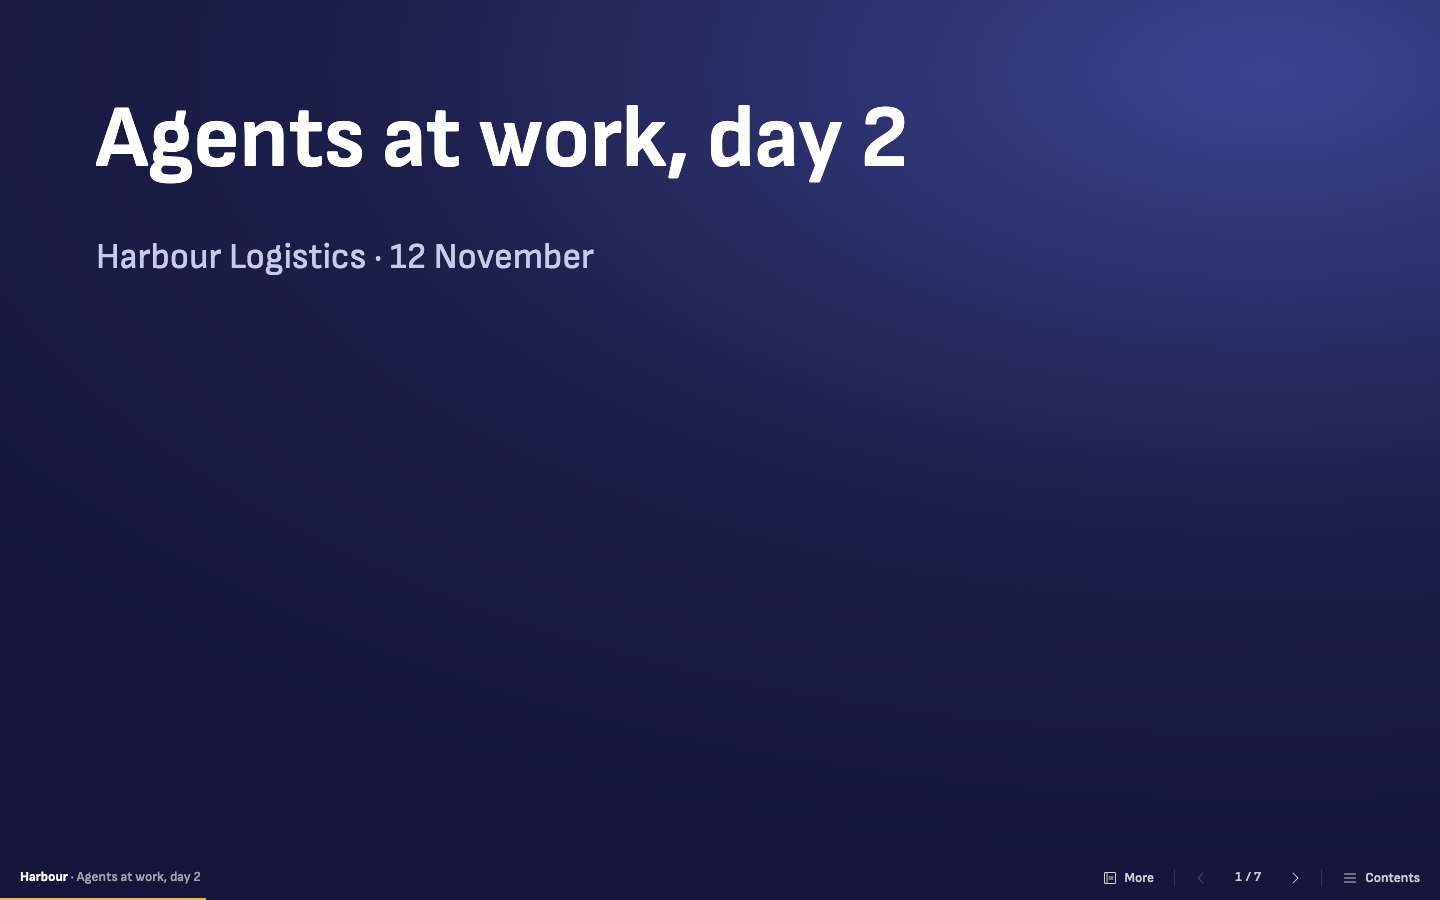 Agents at work, day 2
Harbour Logistics · 12 November
Harbour · Agents at work, day 2
More
1 / 7
Contents